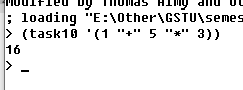 Modified by Thomas Almy and ot
; loading "E:\Other\GSTU\semes
> (task10 '(1 "+" 5 "*" 3))
16
> _